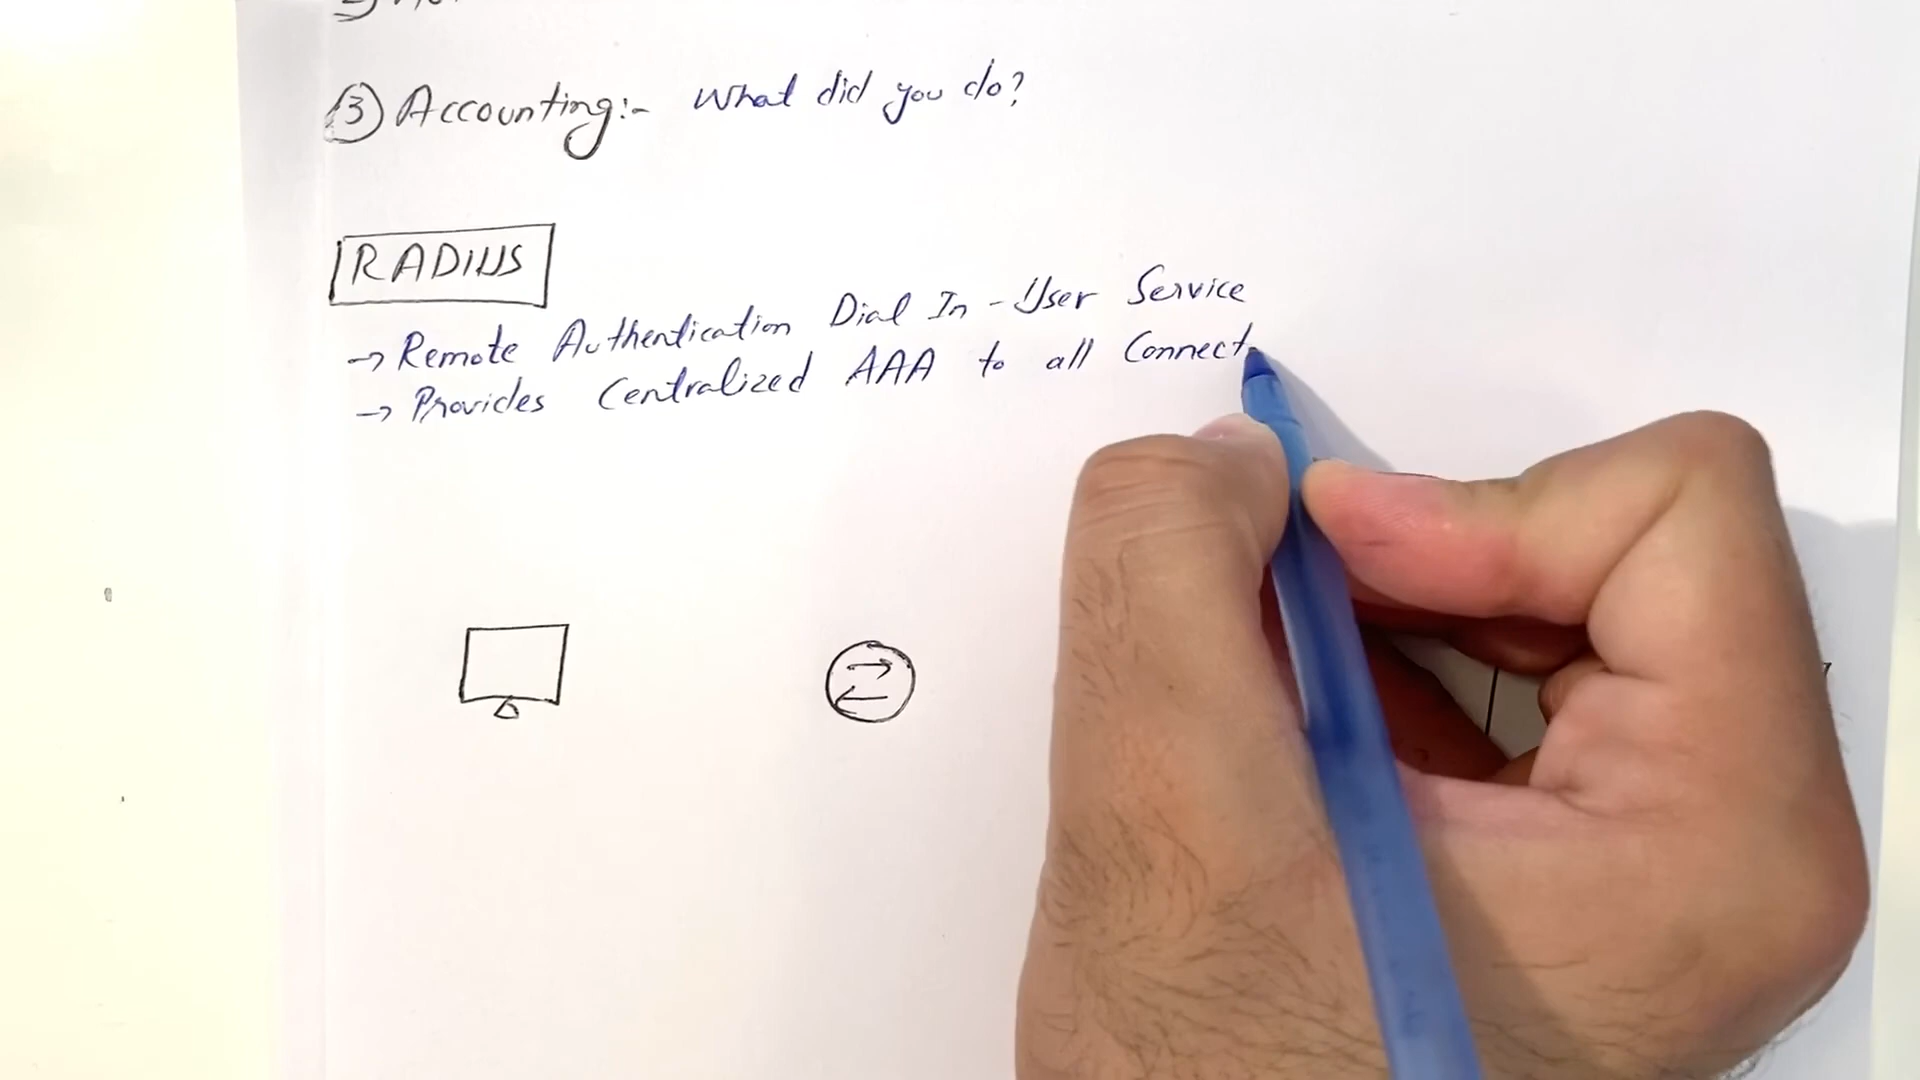 ③ Accounting:- What did you do?
RADIUS
→ Remote Authentication Dial In - User Service
→ Provides Centralized AAA to all Connect